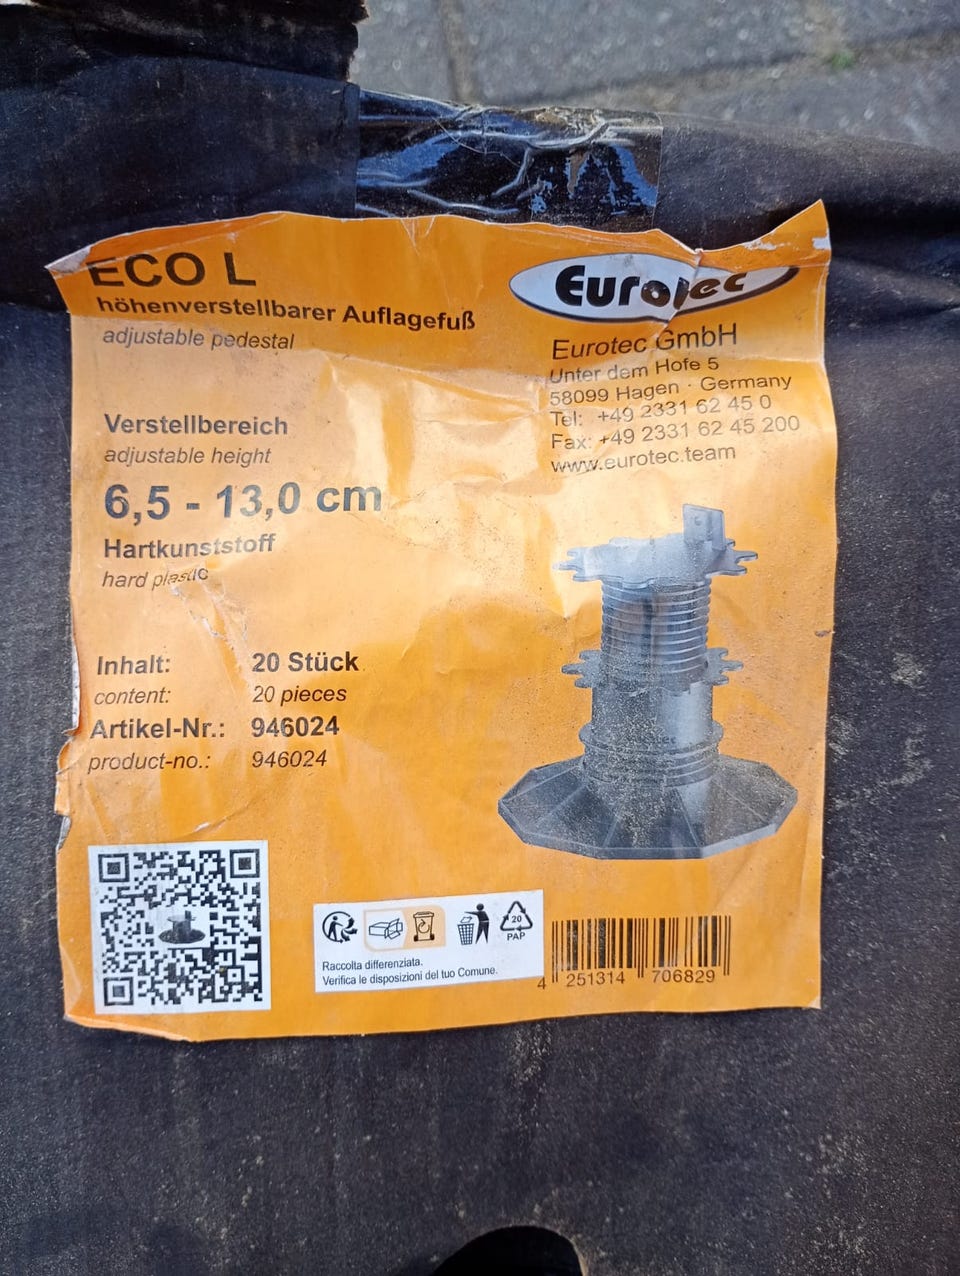 ECO L
höhenverstellbarer Auflagefuß
adjustable pedestal
Eurotec
Eurotec GmbH
Unter dem Hofe 5
58099 Hagen · Germany
Tel: +49 2331 62 45 0
Fax: +49 2331 62 45 200
www.eurotec.team
Verstellbereich
adjustable height
6,5 - 13,0 cm
Hartkunststoff
hard plastic
Inhalt: 20 Stück
content: 20 pieces
Artikel-Nr.: 946024
product-no.: 946024
20
PAP
Raccolta differenziata.
Verifica le disposizioni del tuo Comune.
4 251314 706829